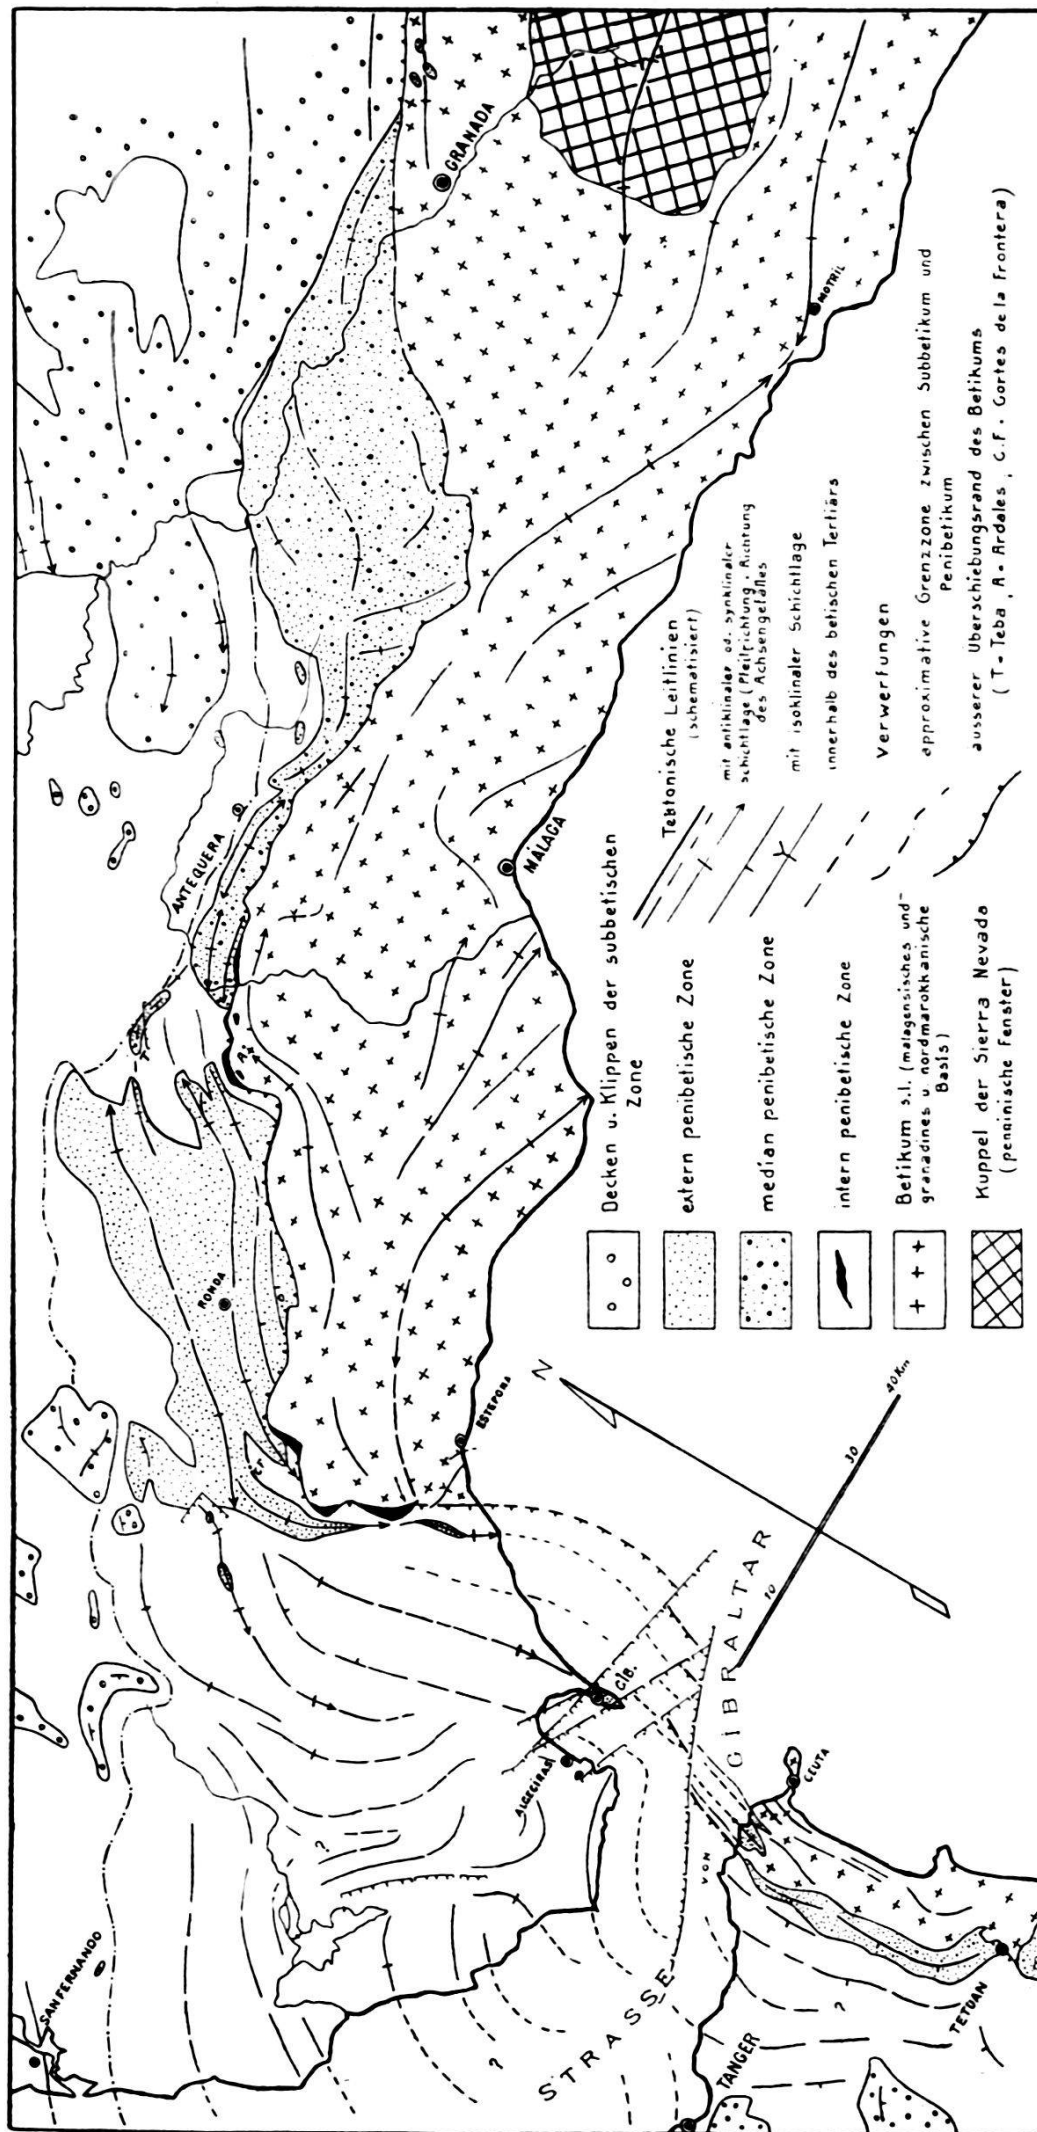 GRANADA
MOTRIL
ANTEQUERA
MÁLAGA
A.
RONDA
C.F.
ESTEPONA
SAN FERNANDO
ALGECIRAS
GIB.
STRASSE
VON
GIBRALTAR
CEUTA
TANGER
TETUAN
?
?
?
N
10
30
40 Km
Decken u. Klippen der subbetischen
Zone
extern penibetische Zone
median penibetische Zone
intern penibetische Zone
Betikum s.l. (malagensisches und-
granadines u. nordmarokkanische
Basis)
Kuppel der Sierra Nevada
(penninische Fenster)
Tektonische Leitlinien
(schematisiert)
mit antiklinaler od. synklinaler
schichtlage (Pfeilrichtung = Richtung
des Achsengefälles
mit isoklinaler Schichtlage
innerhalb des betischen Tertiärs
Verwerfungen
approximative Grenzzone zwischen Subbetikum und
Penibetikum
äusserer Überschiebungsrand des Betikums
(T = Teba, A = Ardales, C.F. Cortes de la Frontera)